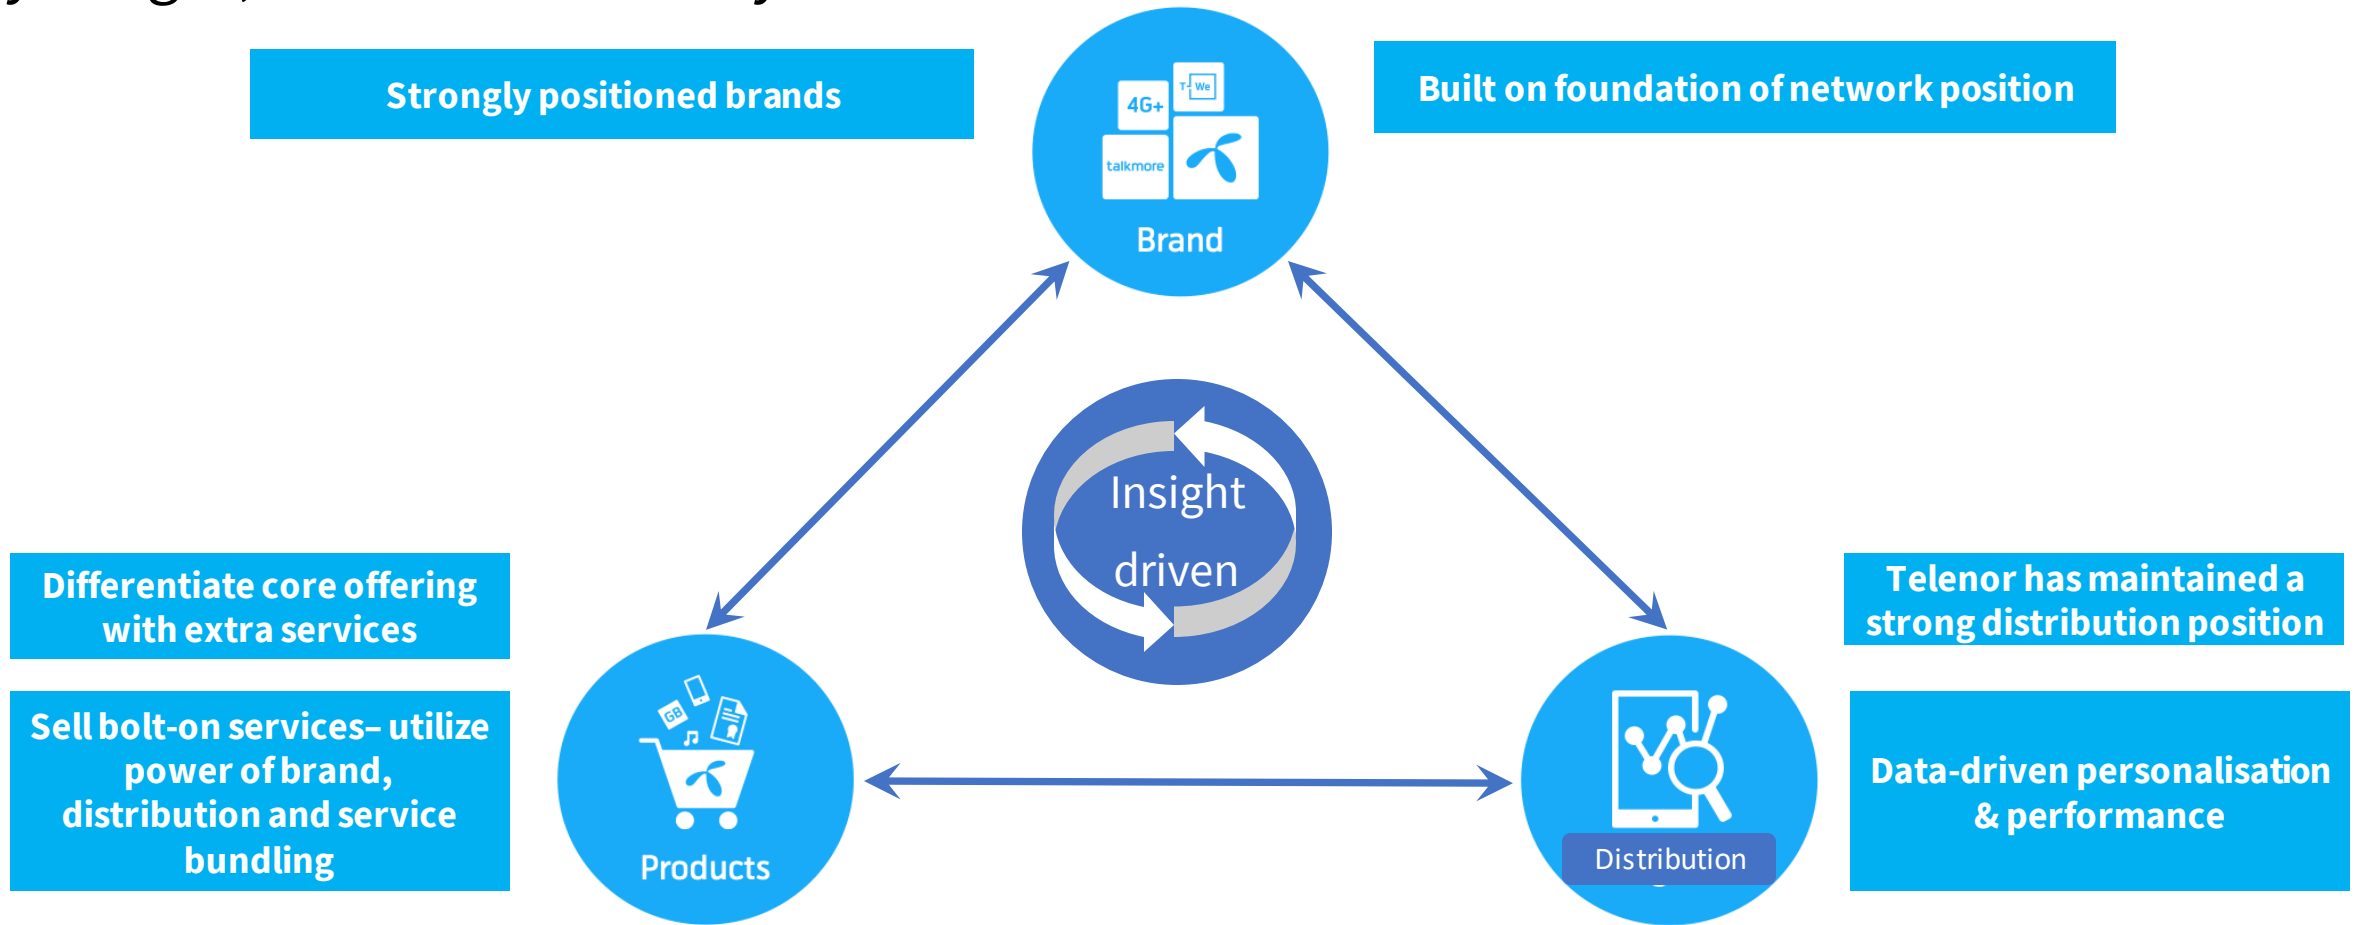 Strongly positioned brands
Built on foundation of network position
T-We
4G+
talkmore
Brand
Insight
driven
Differentiate core offering
with extra services
Telenor has maintained a
strong distribution position
Sell bolt-on services– utilize
power of brand,
distribution and service
bundling
GB
Products
Distribution
Data-driven personalisation
& performance